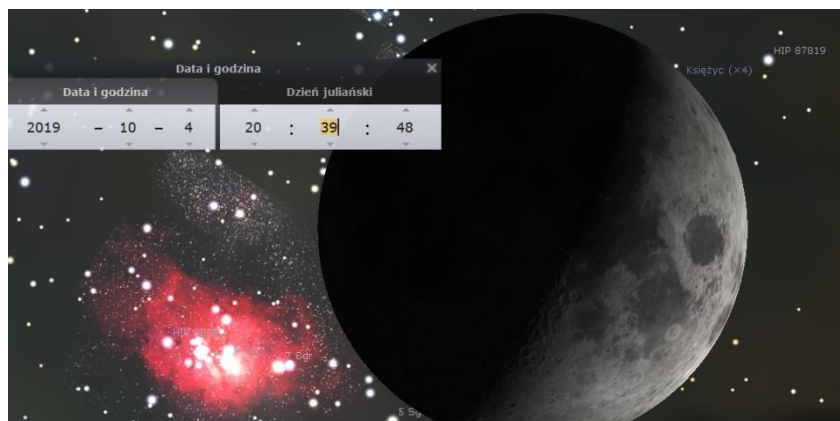 HIP 87819
Data i godzina
Księżyc (×4)
Data i godzina Dzień juliański
2019 – 10 – 4 20 : 39 : 48
7 Sgr
5 Sg